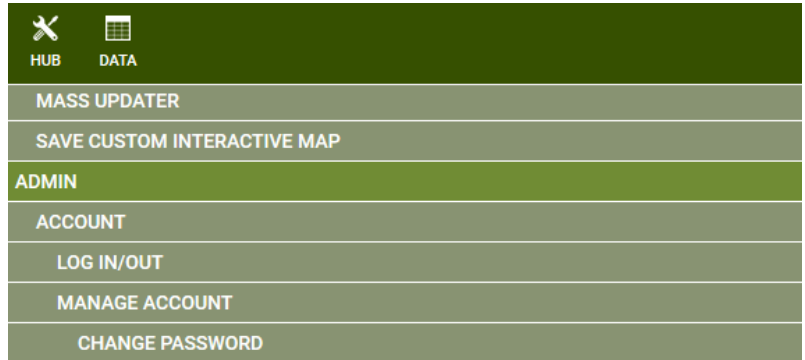 HUB DATA
MASS UPDATER
SAVE CUSTOM INTERACTIVE MAP
ADMIN
ACCOUNT
LOG IN/OUT
MANAGE ACCOUNT
CHANGE PASSWORD